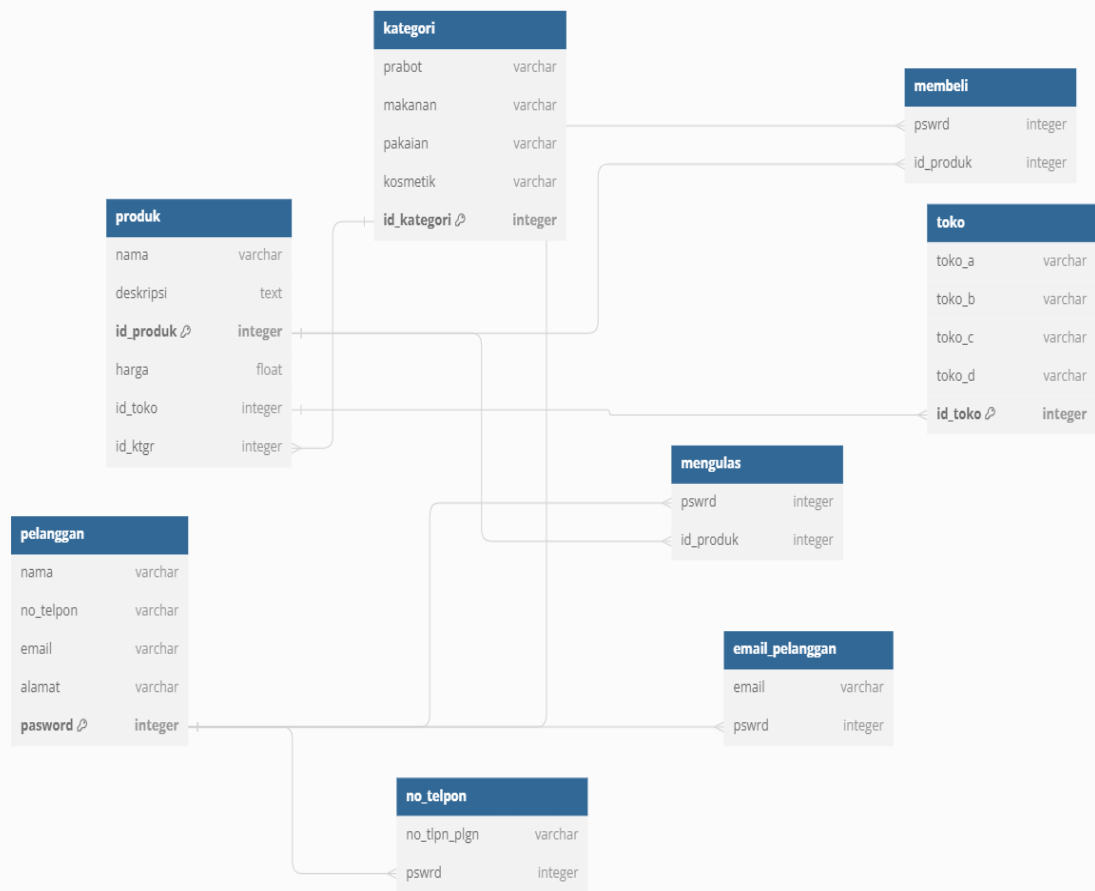 kategori
prabot varchar
makanan varchar
pakaian varchar
kosmetik varchar
id_kategori integer
membeli
pswrd integer
id_produk integer
produk
nama varchar
deskripsi text
id_produk integer
harga float
id_toko integer
id_ktgr integer
toko
toko_a varchar
toko_b varchar
toko_c varchar
toko_d varchar
id_toko integer
mengulas
pswrd integer
id_produk integer
pelanggan
nama varchar
no_telpon varchar
email varchar
alamat varchar
pasword integer
email_pelanggan
email varchar
pswrd integer
no_telpon
no_tlpn_plgn varchar
pswrd integer